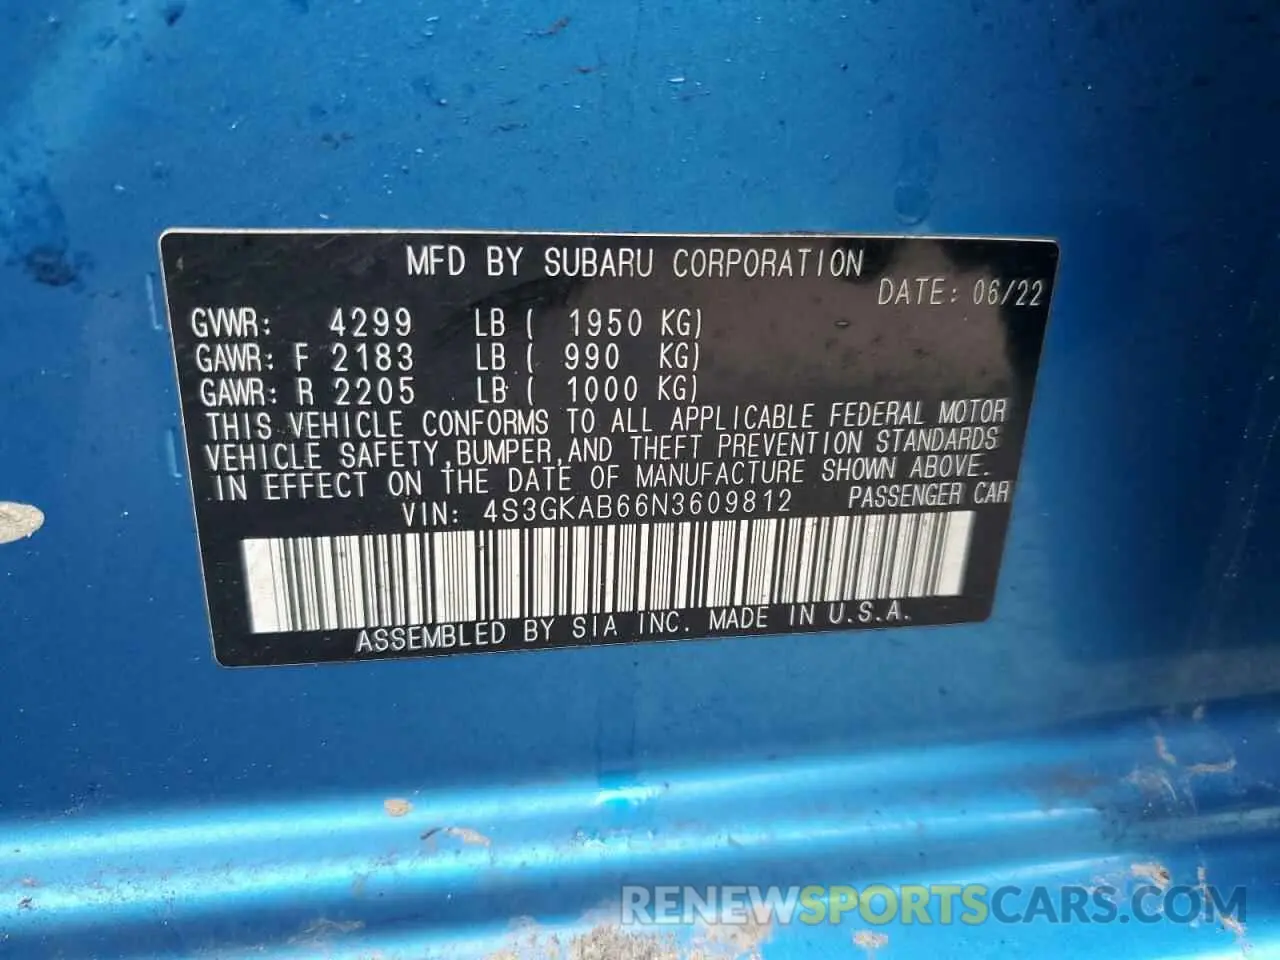 MFD BY SUBARU CORPORATION
DATE: 06/22
GVWR: 4299 LB ( 1950 KG)
GAWR: F 2183 LB ( 990 KG)
GAWR: R 2205 LB ( 1000 KG)
THIS VEHICLE CONFORMS TO ALL APPLICABLE FEDERAL MOTOR
VEHICLE SAFETY, BUMPER, AND THEFT PREVENTION STANDARDS
IN EFFECT ON THE DATE OF MANUFACTURE SHOWN ABOVE.
VIN: 4S3GKAB66N3609812 PASSENGER CAR
ASSEMBLED BY SIA INC. MADE IN U.S.A.
RENEWSPORTSCARS.COM